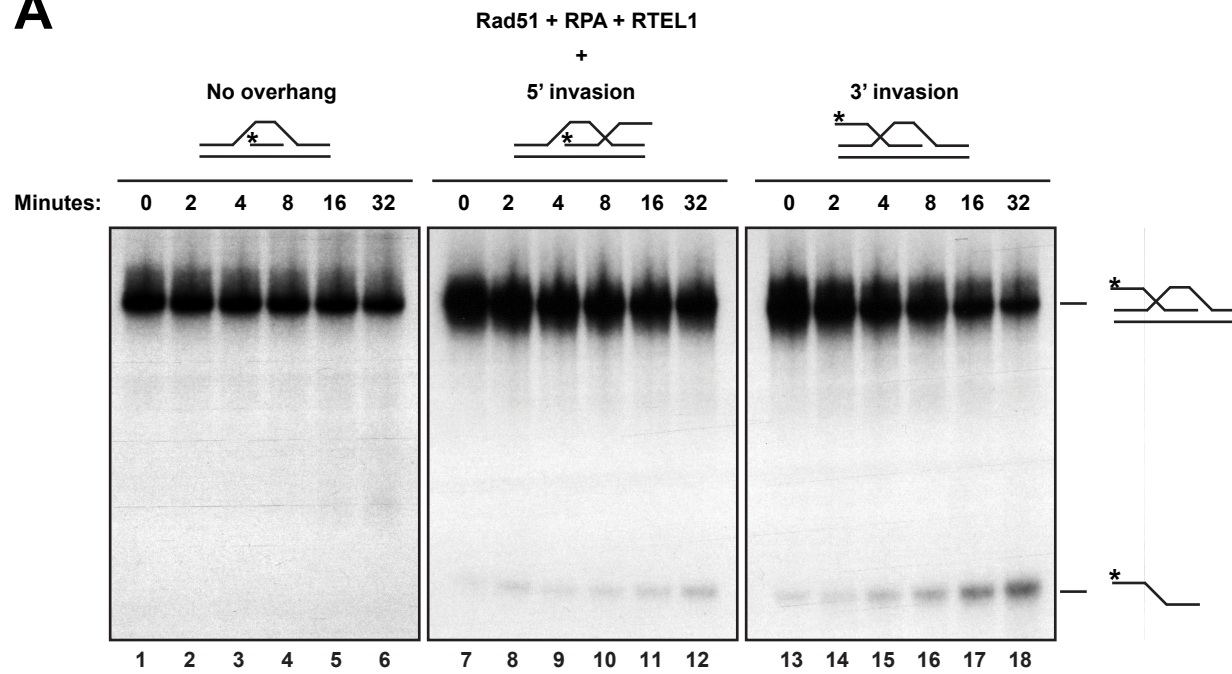 A
Rad51 + RPA + RTEL1
+
No overhang 5’ invasion 3’ invasion
* * *
Minutes: 0 2 4 8 16 32 0 2 4 8 16 32 0 2 4 8 16 32
*
*
1 2 3 4 5 6 7 8 9 10 11 12 13 14 15 16 17 18